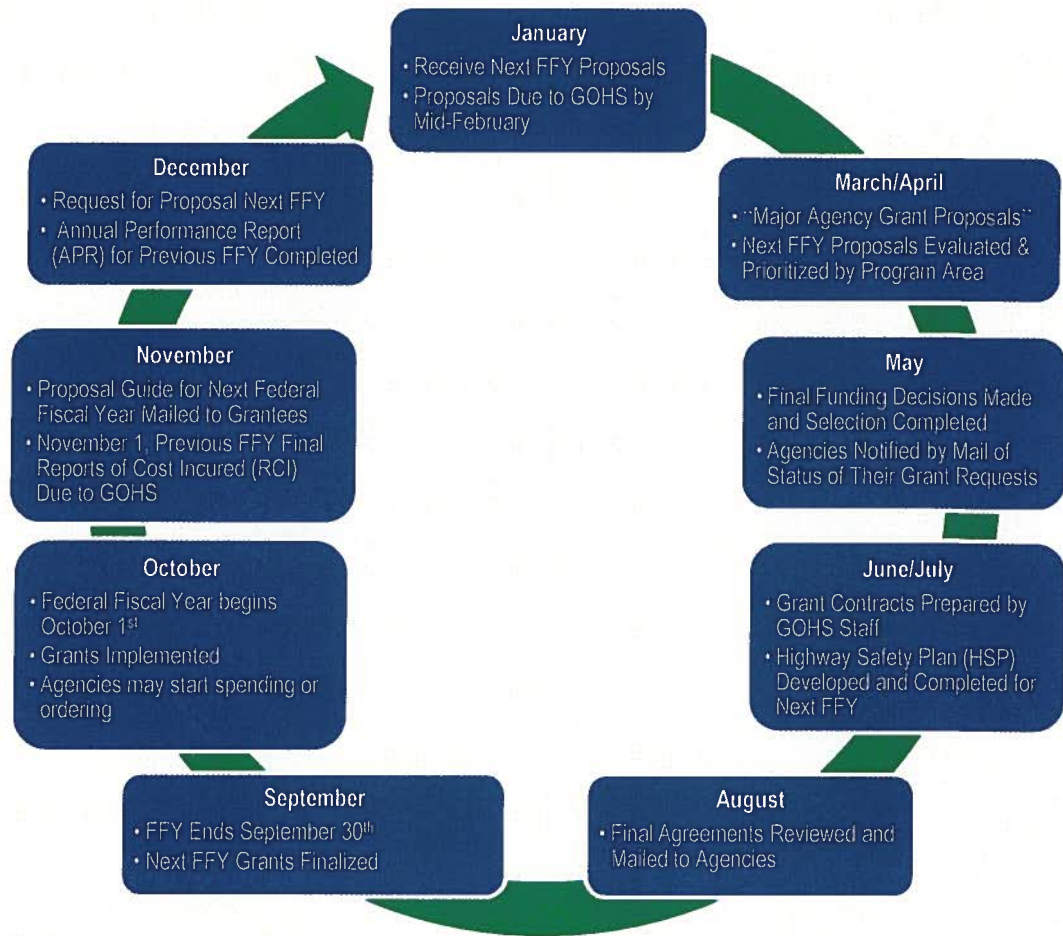 January
• Receive Next FFY Proposals
• Proposals Due to GOHS by
Mid-February
March/April
• "Major Agency Grant Proposals"
• Next FFY Proposals Evaluated &
Prioritized by Program Area
May
• Final Funding Decisions Made
and Selection Completed
• Agencies Notified by Mail of
Status of Their Grant Requests
June/July
• Grant Contracts Prepared by
GOHS Staff
• Highway Safety Plan (HSP)
Developed and Completed for
Next FFY
August
• Final Agreements Reviewed and
Mailed to Agencies
September
• FFY Ends September 30th
• Next FFY Grants Finalized
October
• Federal Fiscal Year begins
October 1st
• Grants Implemented
• Agencies may start spending or
ordering
November
• Proposal Guide for Next Federal
Fiscal Year Mailed to Grantees
• November 1, Previous FFY Final
Reports of Cost Incured (RCI)
Due to GOHS
December
• Request for Proposal Next FFY
• Annual Performance Report
(APR) for Previous FFY Completed